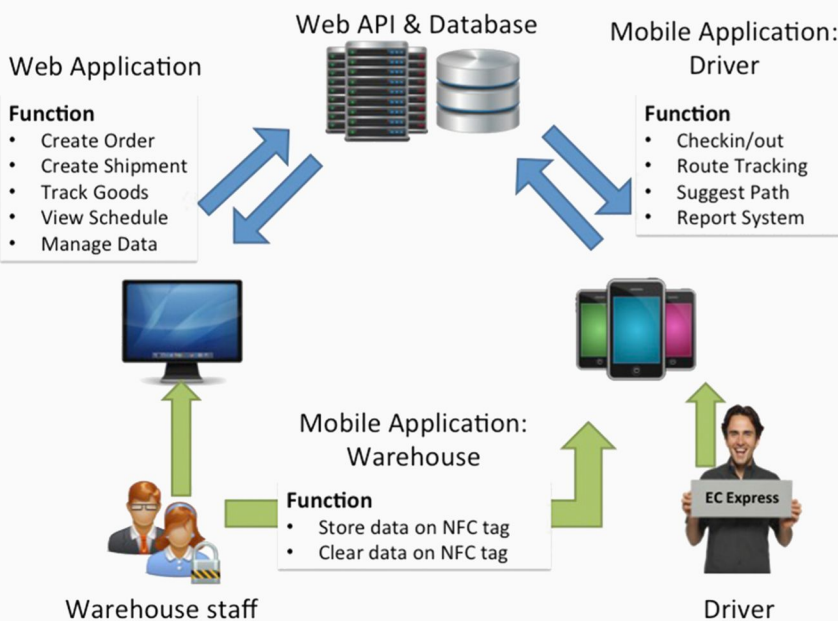 Web API & Database
Mobile Application:
Driver
Web Application
Function
• Create Order
• Create Shipment
• Track Goods
• View Schedule
• Manage Data
Function
• Checkin/out
• Route Tracking
• Suggest Path
• Report System
Mobile Application:
Warehouse
Function
• Store data on NFC tag
• Clear data on NFC tag
EC Express
Warehouse staff
Driver